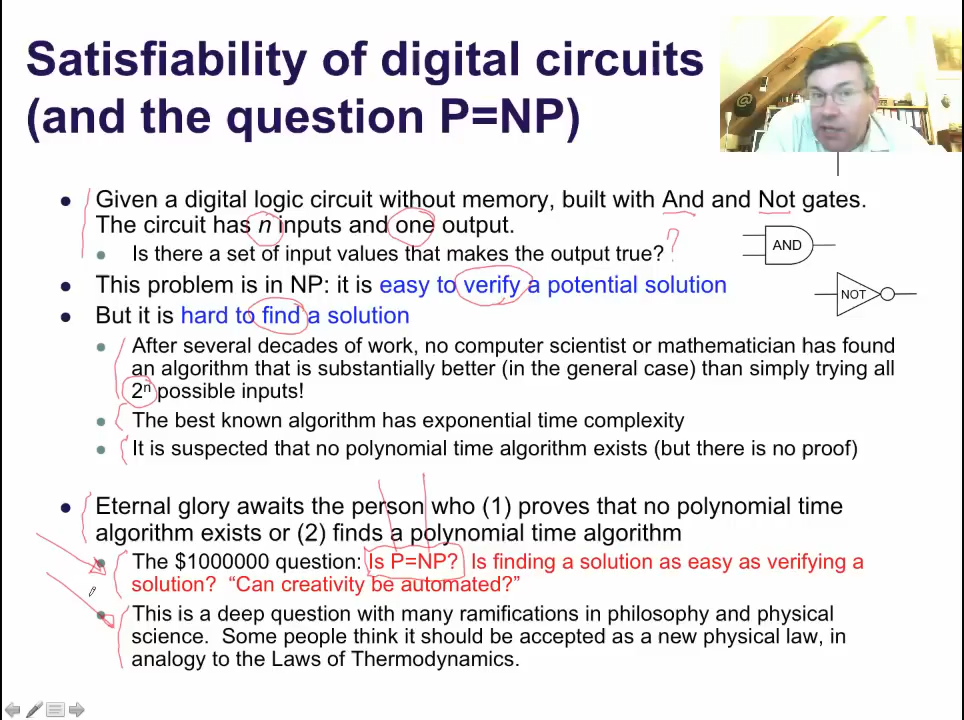 Satisfiability of digital circuits
(and the question P=NP)
Given a digital logic circuit without memory, built with And and Not gates.
The circuit has n inputs and one output.
Is there a set of input values that makes the output true?
?
AND
This problem is in NP: it is easy to verify a potential solution
NOT
But it is hard to find a solution
After several decades of work, no computer scientist or mathematician has found
an algorithm that is substantially better (in the general case) than simply trying all
2ⁿ possible inputs!
The best known algorithm has exponential time complexity
It is suspected that no polynomial time algorithm exists (but there is no proof)
Eternal glory awaits the person who (1) proves that no polynomial time
algorithm exists or (2) finds a polynomial time algorithm
The $1000000 question: Is P=NP? Is finding a solution as easy as verifying a
solution? “Can creativity be automated?”
This is a deep question with many ramifications in philosophy and physical
science. Some people think it should be accepted as a new physical law, in
analogy to the Laws of Thermodynamics.